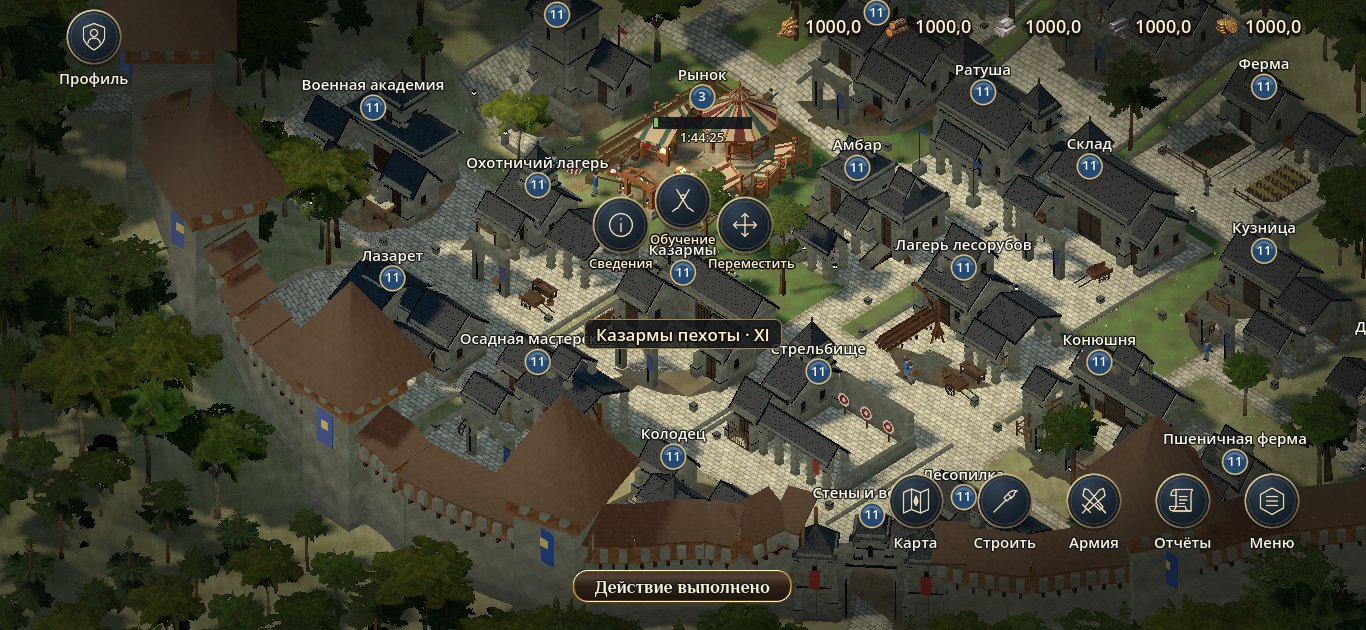 11
11
1000,0
1000,0
1000,0
1000,0
1000,0
Профиль
Военная академия
11
Рынок
3
1:44:25
Ратуша
11
Ферма
11
Охотничий лагерь
11
Амбар
11
Склад
11
Обучение
Сведения
Переместить
Казармы
11
Лазарет
11
Лагерь лесорубов
11
Кузница
11
Осадная мастерс
11
Казармы пехоты · XI
Стрельбище
11
Конюшня
11
Д
Колодец
11
Пшеничная ферма
11
Стены и в
11
Лесопилка
11
Карта
Строить
Армия
Отчёты
Меню
Действие выполнено